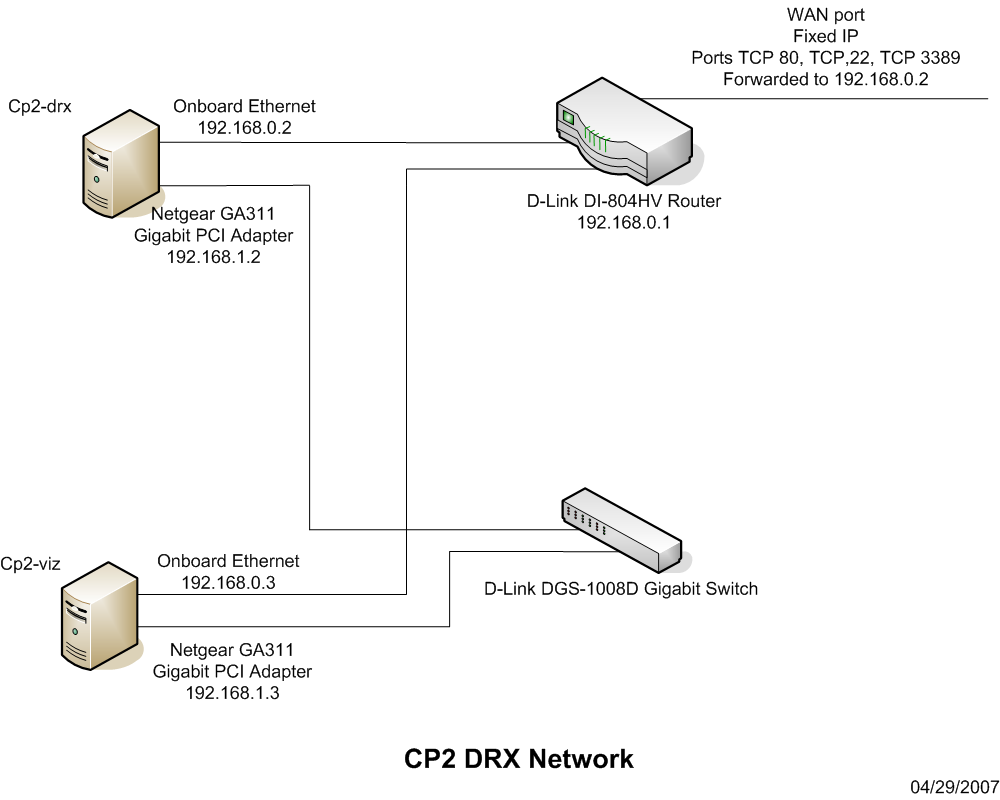 WAN port
Fixed IP
Ports TCP 80, TCP,22, TCP 3389
Forwarded to 192.168.0.2
Cp2-drx
Onboard Ethernet
192.168.0.2
D-Link DI-804HV Router
192.168.0.1
Netgear GA311
Gigabit PCI Adapter
192.168.1.2
Cp2-viz
Onboard Ethernet
192.168.0.3
D-Link DGS-1008D Gigabit Switch
Netgear GA311
Gigabit PCI Adapter
192.168.1.3
CP2 DRX Network
04/29/2007